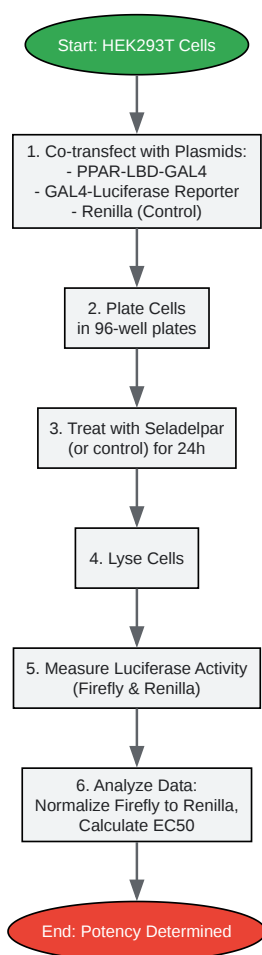 Start: HEK293T Cells
1. Co-transfect with Plasmids:
- PPAR-LBD-GAL4
- GAL4-Luciferase Reporter
- Renilla (Control)
2. Plate Cells
in 96-well plates
3. Treat with Seladelpar
(or control) for 24h
4. Lyse Cells
5. Measure Luciferase Activity
(Firefly & Renilla)
6. Analyze Data:
Normalize Firefly to Renilla,
Calculate EC50
End: Potency Determined